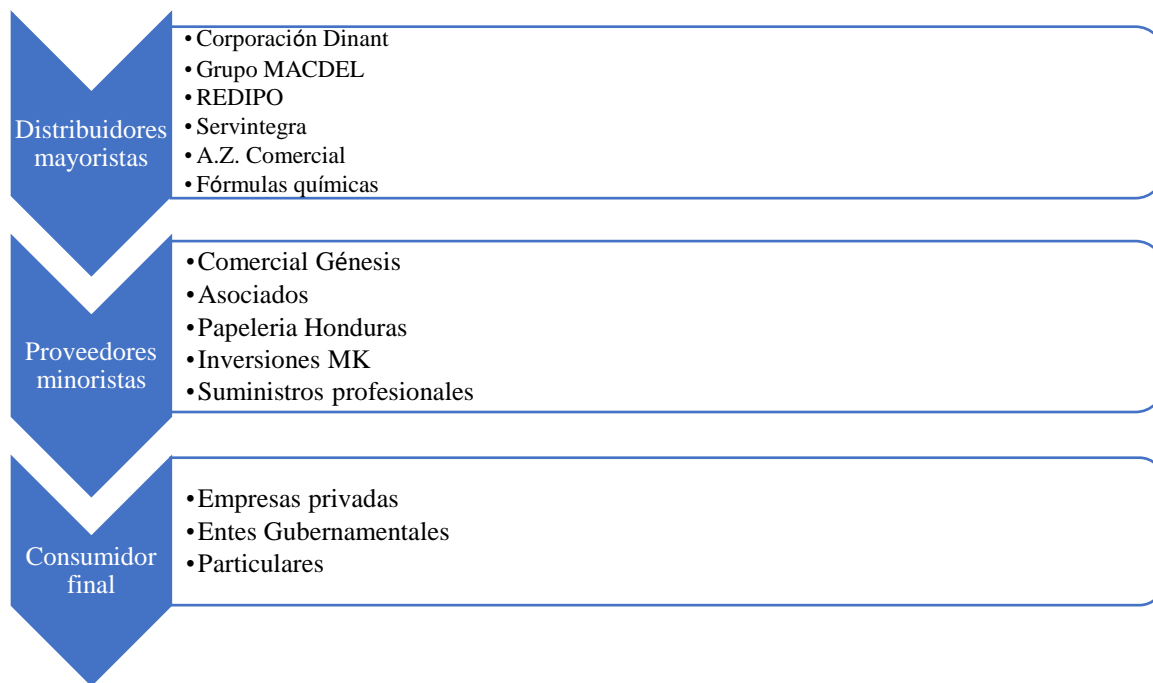 Distribuidores
mayoristas
• Corporación Dinant
• Grupo MACDEL
• REDIPO
• Servintegra
• A.Z. Comercial
• Fórmulas químicas
Proveedores
minoristas
• Comercial Génesis
• Asociados
• Papeleria Honduras
• Inversiones MK
• Suministros profesionales
Consumidor
final
• Empresas privadas
• Entes Gubernamentales
• Particulares